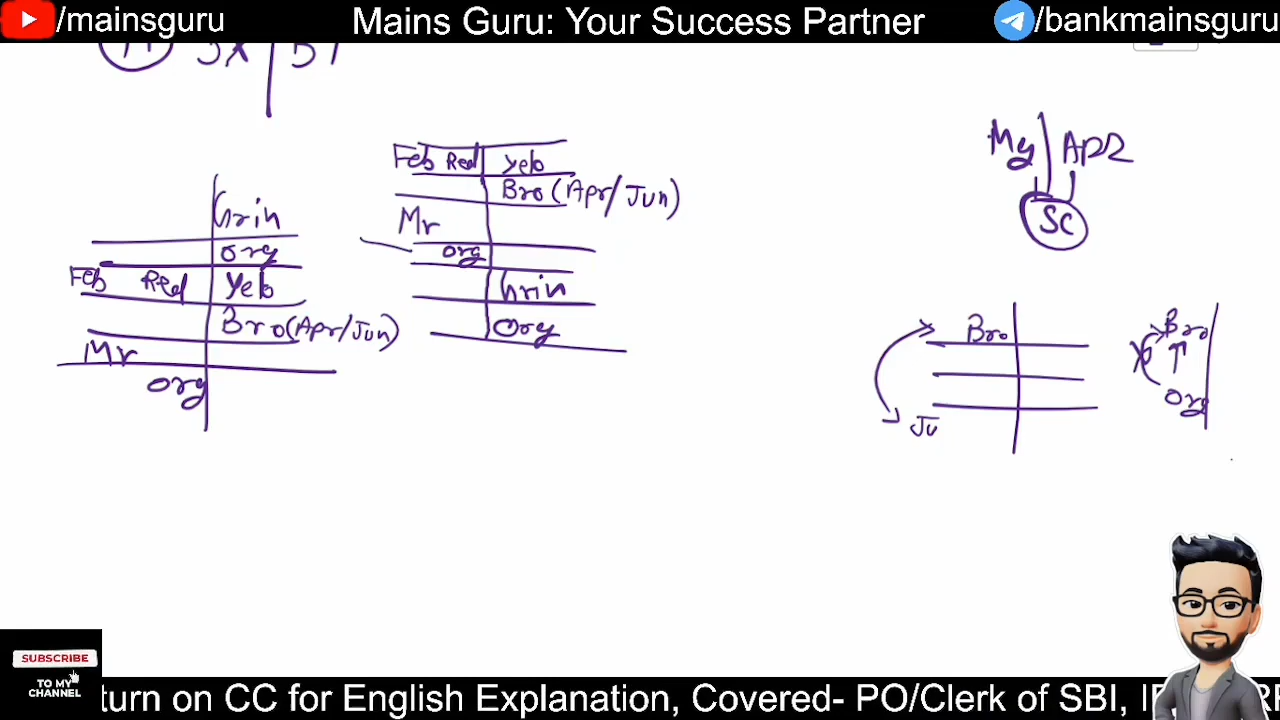 /mainsguru
Mains Guru: Your Success Partner
/bankmainsguru
Feb Red Yelo
Bro (Apr/Jun)
Mr
Org
Grin
Org
Grin
Org
Feb Red Yelo
Bro (Apr/Jun)
Mr
Org
My APR
SC
Bro
Ju
Bro
Org
SUBSCRIBE
TO MY
CHANNEL
turn on CC for English Explanation, Covered- PO/Clerk of SBI,